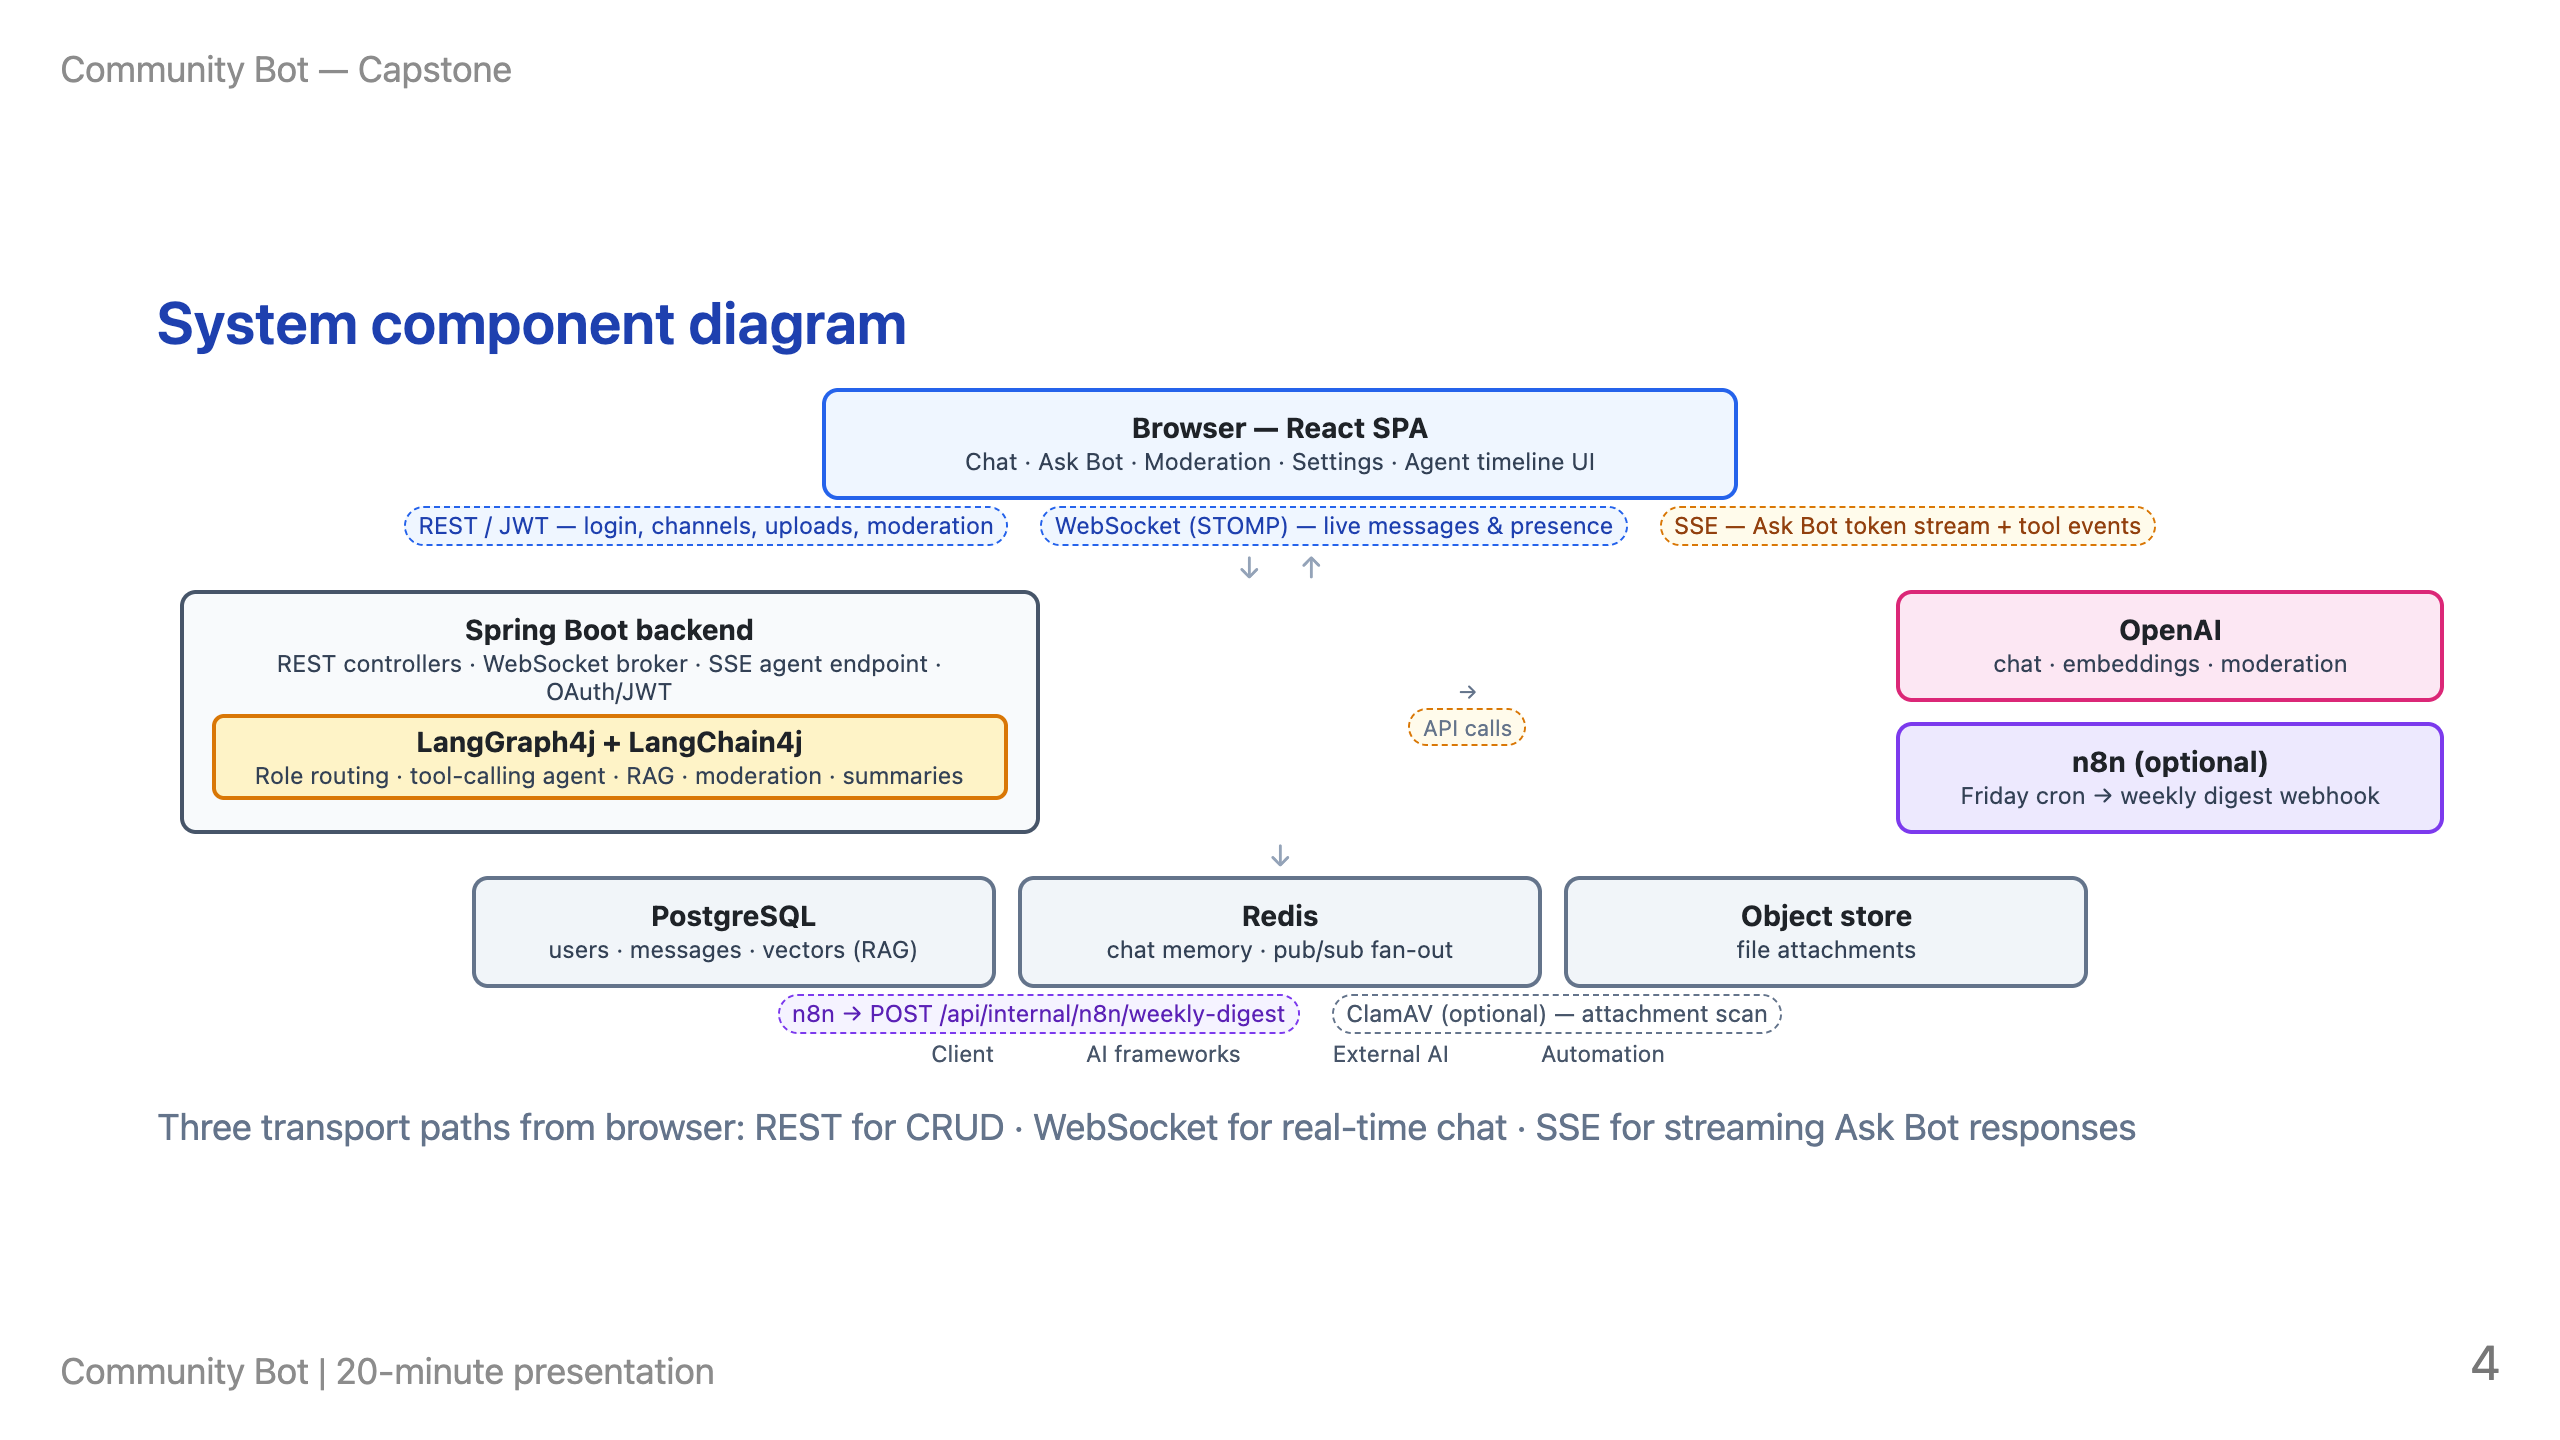 Community Bot — Capstone
System component diagram
Browser — React SPA
Chat · Ask Bot · Moderation · Settings · Agent timeline UI
REST / JWT — login, channels, uploads, moderation
WebSocket (STOMP) — live messages & presence
SSE — Ask Bot token stream + tool events
↓ ↑
Spring Boot backend
REST controllers · WebSocket broker · SSE agent endpoint ·
OAuth/JWT
LangGraph4j + LangChain4j
Role routing · tool-calling agent · RAG · moderation · summaries
→
API calls
OpenAI
chat · embeddings · moderation
n8n (optional)
Friday cron → weekly digest webhook
↓
PostgreSQL
users · messages · vectors (RAG)
Redis
chat memory · pub/sub fan-out
Object store
file attachments
n8n → POST /api/internal/n8n/weekly-digest
ClamAV (optional) — attachment scan
Client
AI frameworks
External AI
Automation
Three transport paths from browser: REST for CRUD · WebSocket for real-time chat · SSE for streaming Ask Bot responses
Community Bot | 20-minute presentation
4